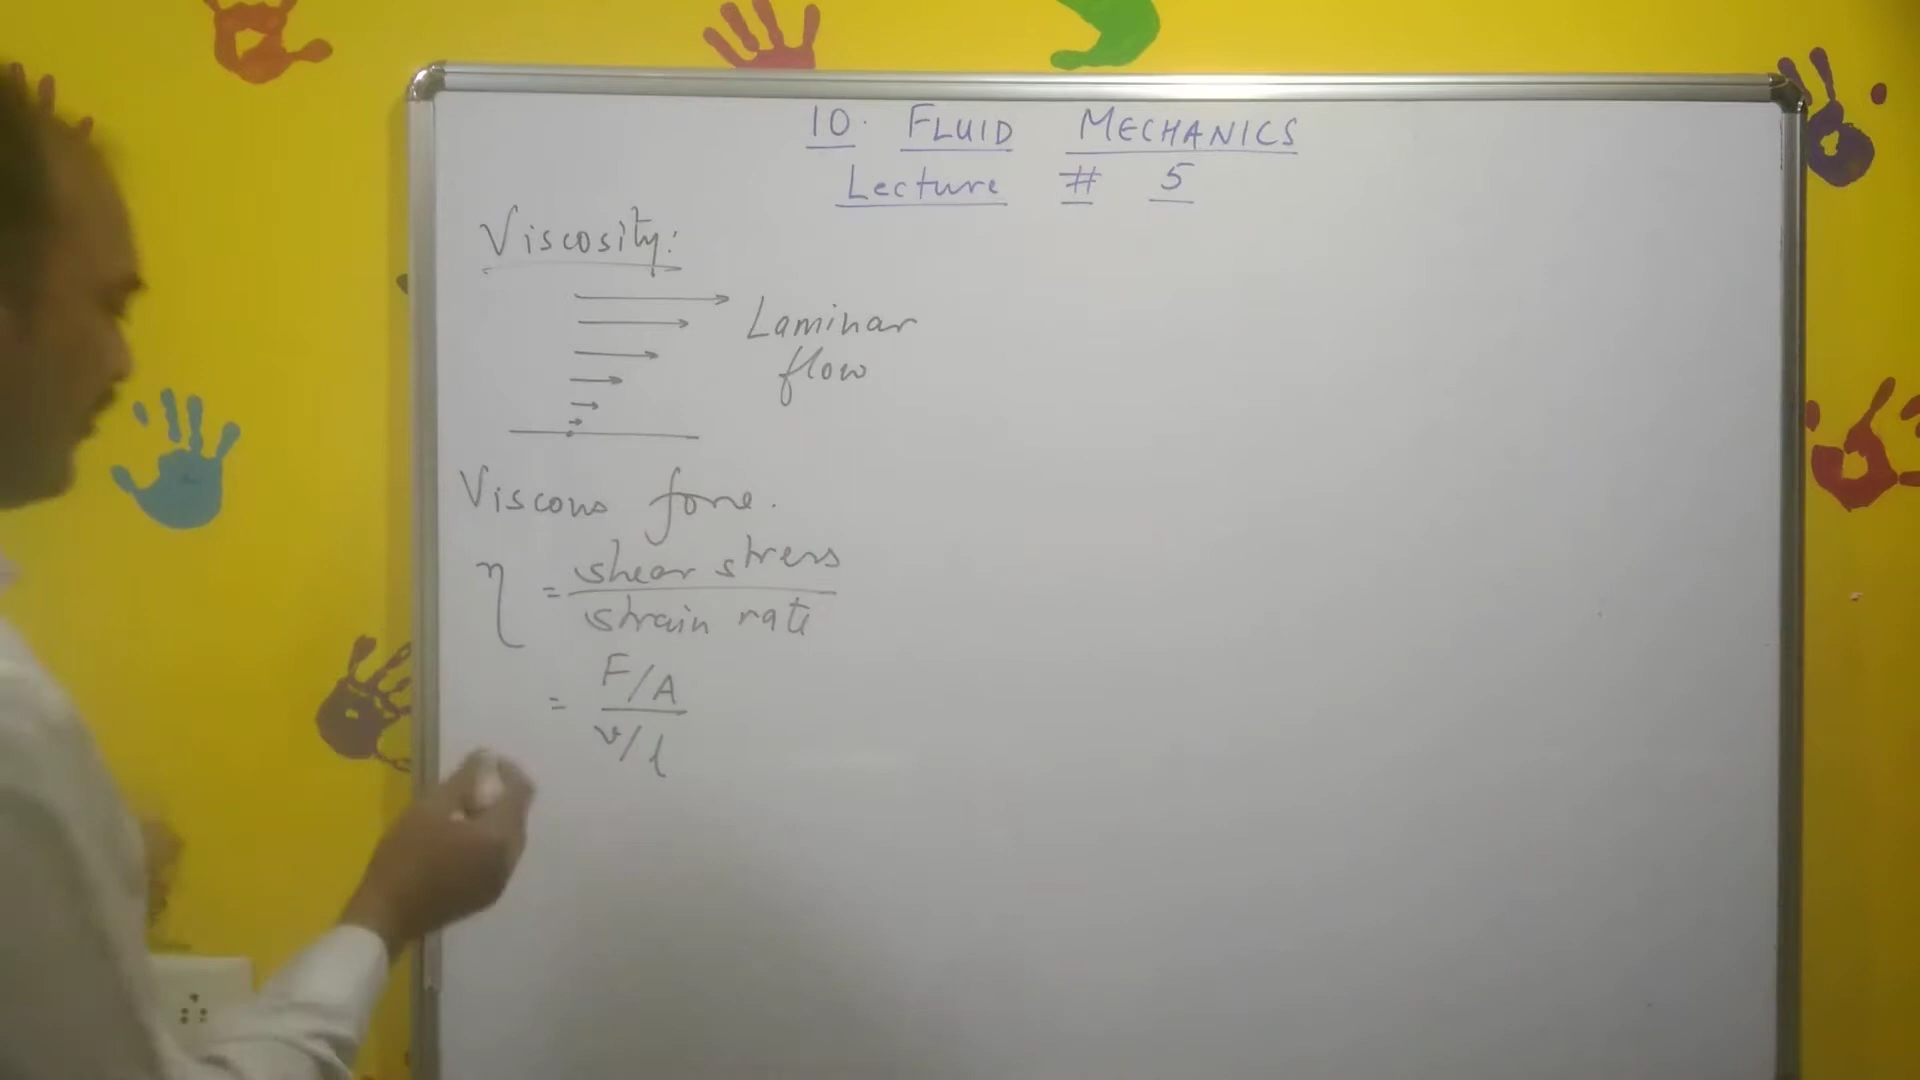 10. FLUID MECHANICS
Lecture # 5
Viscosity:
Laminar
flow
Viscous force.
η = shear stress / strain rate
= F/A / v/l